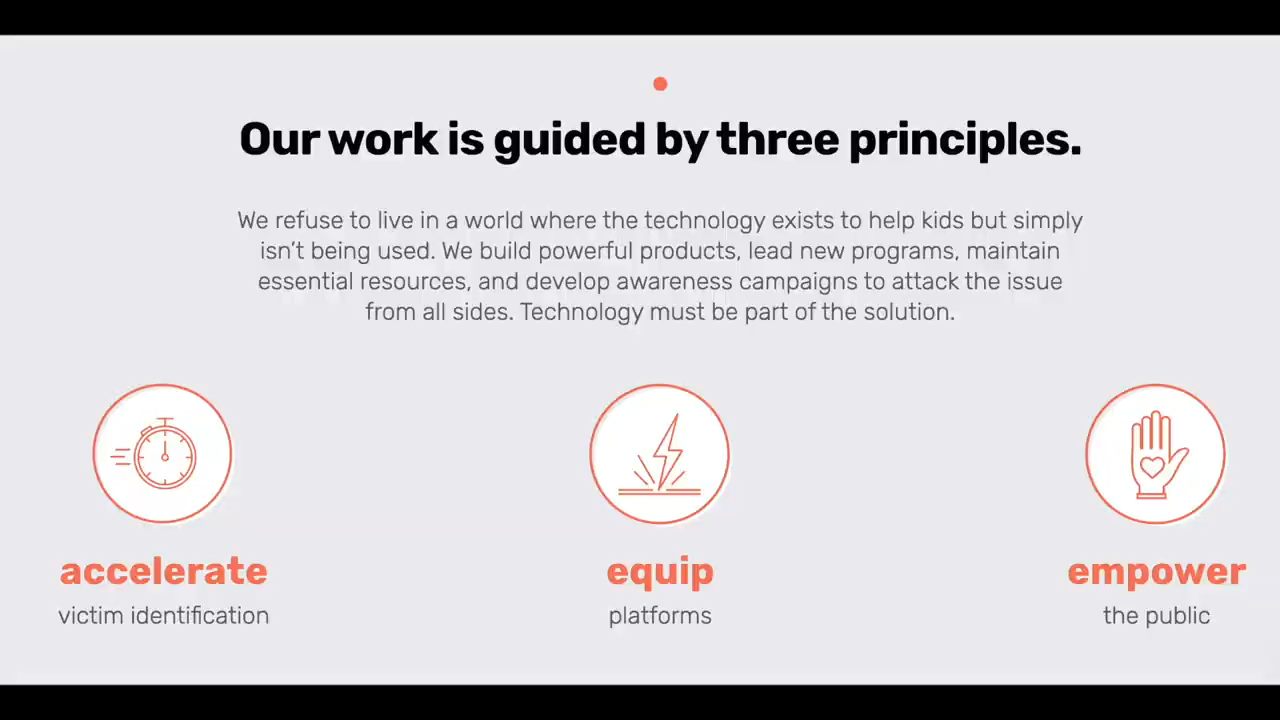 Our work is guided by three principles.
We refuse to live in a world where the technology exists to help kids but simply
isn't being used. We build powerful products, lead new programs, maintain
essential resources, and develop awareness campaigns to attack the issue
from all sides. Technology must be part of the solution.
accelerate
victim identification
equip
platforms
empower
the public